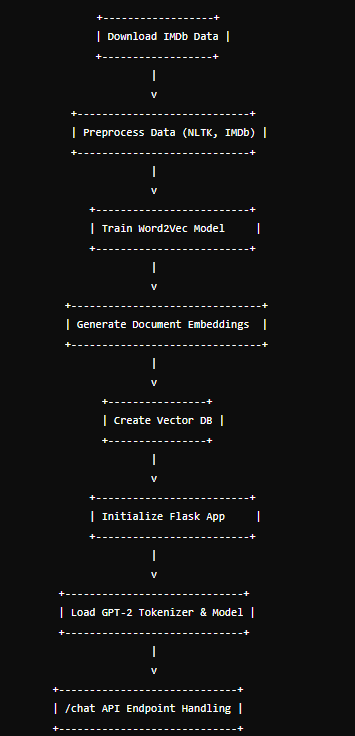 +------------------+
| Download IMDb Data |
+------------------+
|
v
+----------------------------+
| Preprocess Data (NLTK, IMDb) |
+----------------------------+
|
v
+-------------------------+
| Train Word2Vec Model     |
+-------------------------+
|
v
+-------------------------------+
| Generate Document Embeddings  |
+-------------------------------+
|
v
+----------------+
| Create Vector DB |
+----------------+
|
v
+-------------------------+
| Initialize Flask App     |
+-------------------------+
|
v
+-----------------------------+
| Load GPT-2 Tokenizer & Model |
+-----------------------------+
|
v
+-----------------------------+
| /chat API Endpoint Handling |
+-----------------------------+